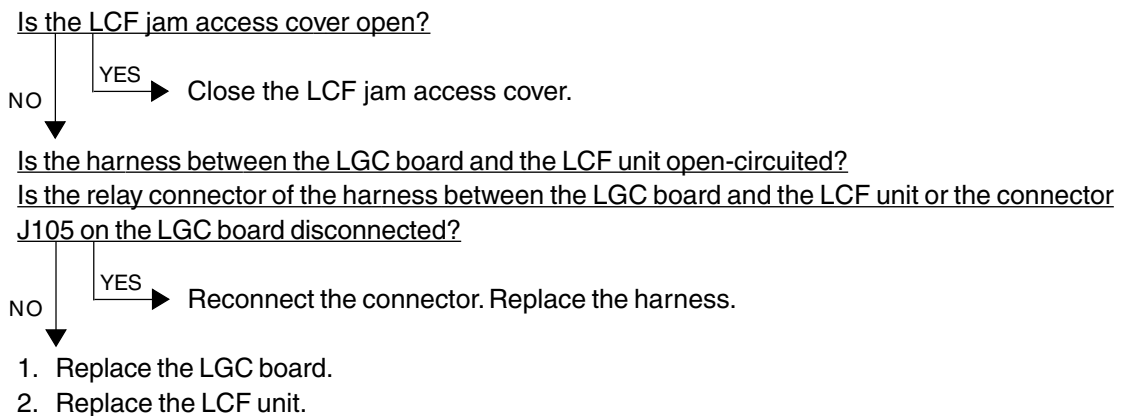 Is the LCF jam access cover open?
YES
Close the LCF jam access cover.
NO
Is the harness between the LGC board and the LCF unit open-circuited?
Is the relay connector of the harness between the LGC board and the LCF unit or the connector
J105 on the LGC board disconnected?
YES
Reconnect the connector. Replace the harness.
NO
1. Replace the LGC board.
2. Replace the LCF unit.